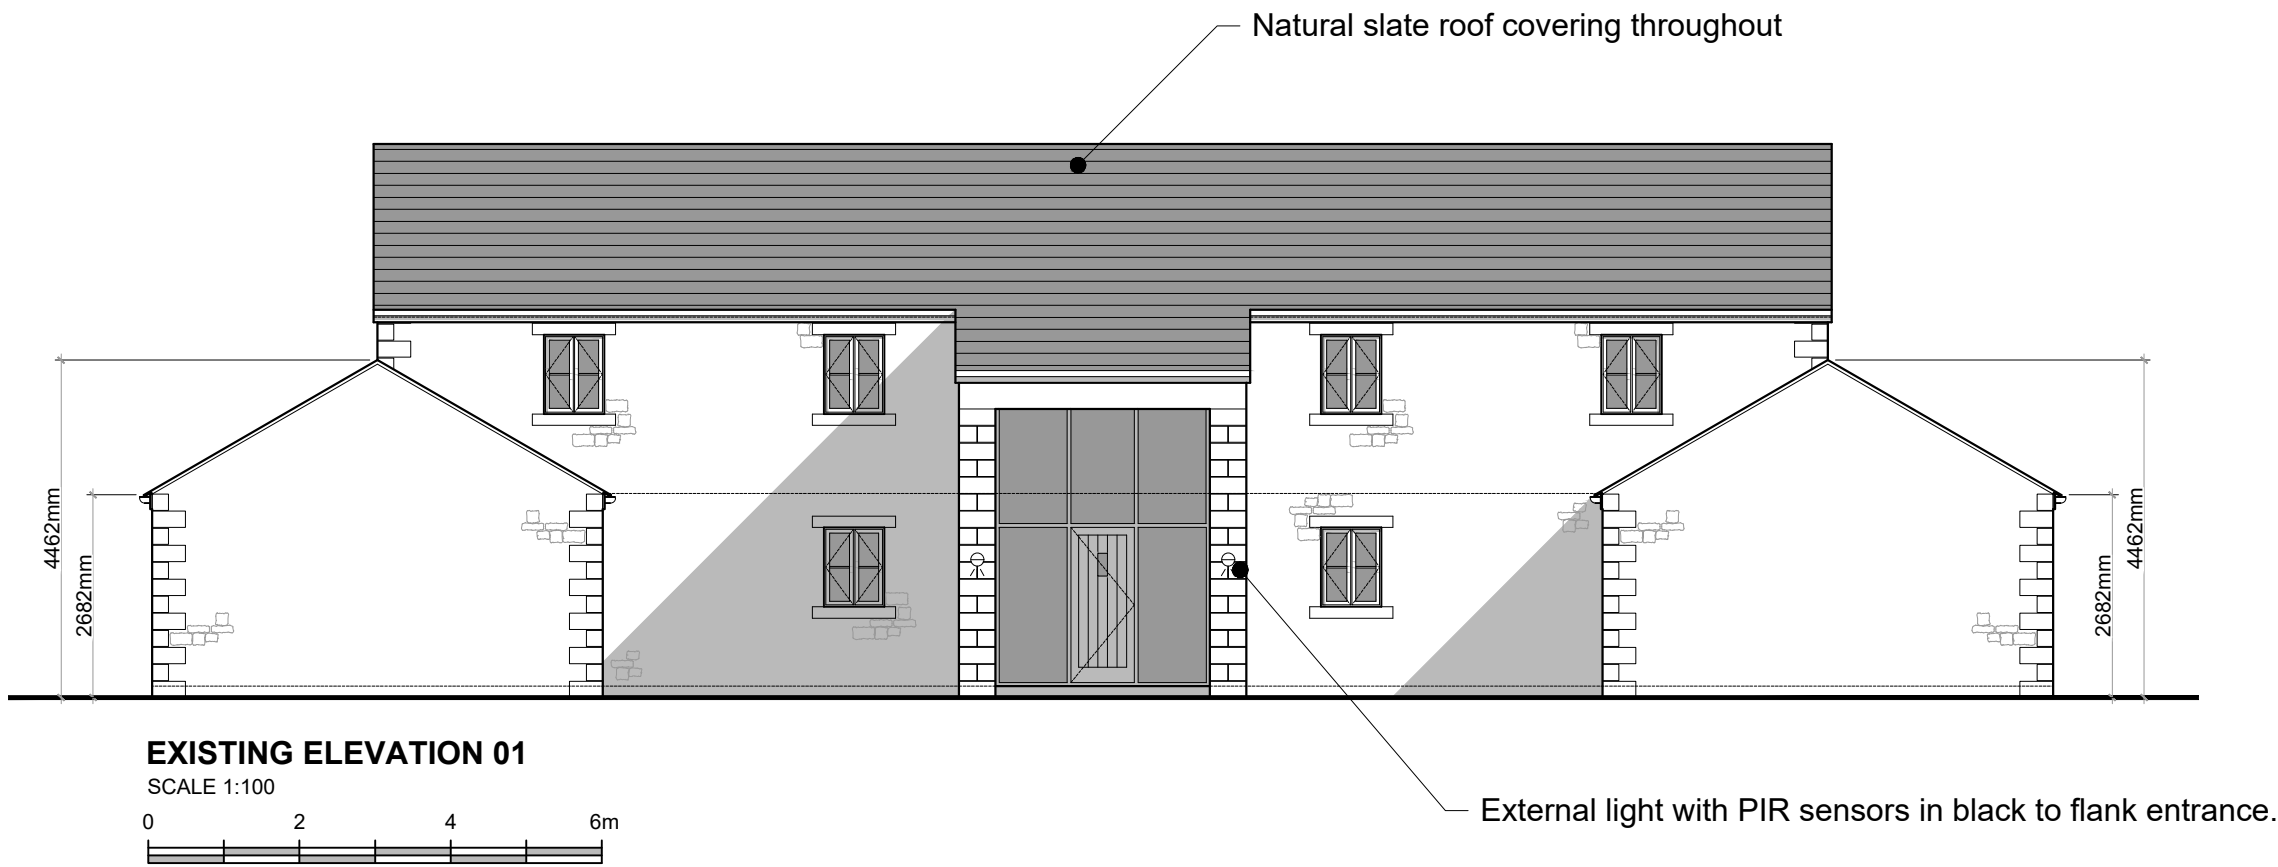 Natural slate roof covering throughout
4462mm
2682mm
2682mm
4462mm
EXISTING ELEVATION 01
SCALE 1:100
0 2 4 6m
External light with PIR sensors in black to flank entrance.